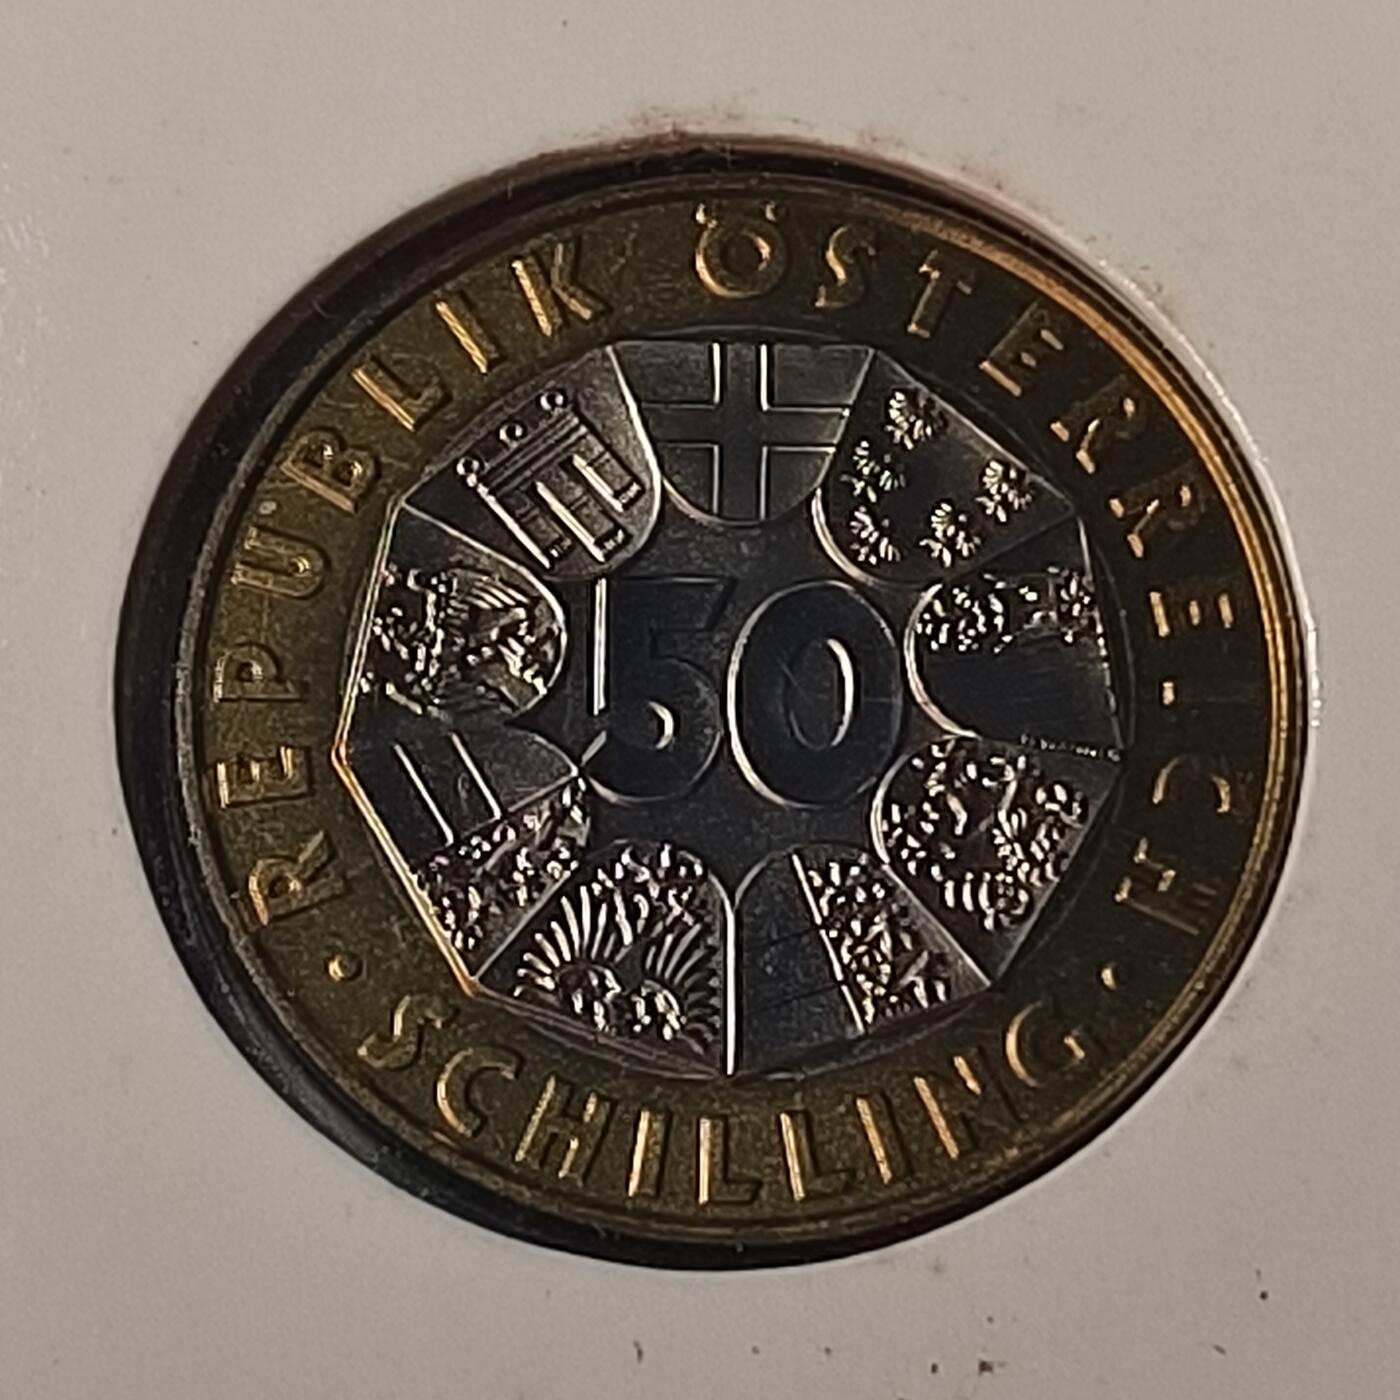 REPUBLIK ÖSTERREICH
50
· SCHILLING ·